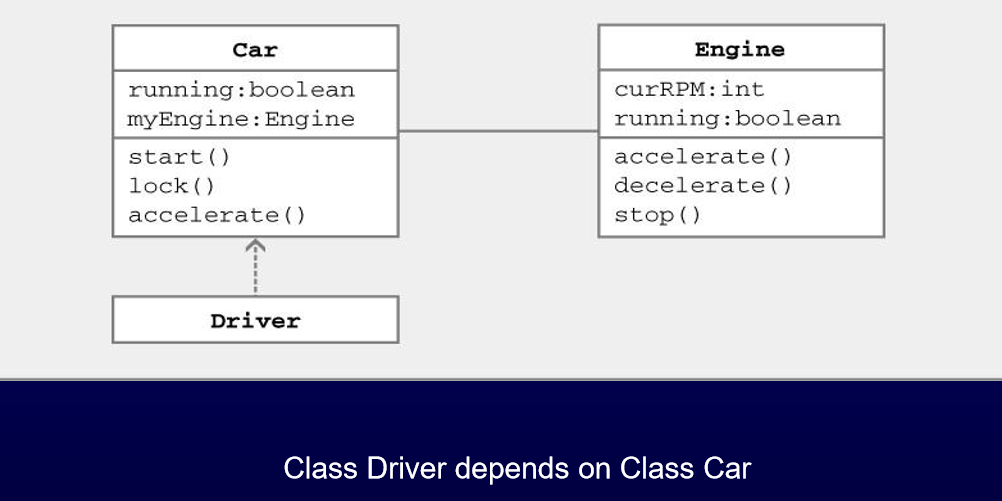 Car
running:boolean
myEngine:Engine
start()
lock()
accelerate()
Engine
curRPM:int
running:boolean
accelerate()
decelerate()
stop()
Driver
Class Driver depends on Class Car